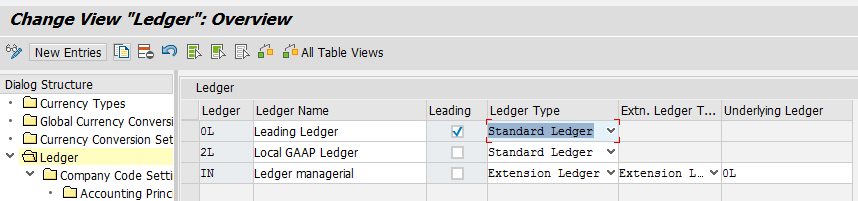 Change View "Ledger": Overview
New Entries All Table Views
Dialog Structure
Currency Types
Global Currency Conversion
Currency Conversion Set
Ledger
Company Code Setti
Accounting Princ
Ledger
Ledger Ledger Name Leading Ledger Type Extn. Ledger T... Underlying Ledger
0L Leading Ledger Standard Ledger
2L Local GAAP Ledger Standard Ledger
IN Ledger managerial Extension Ledger Extension L... 0L